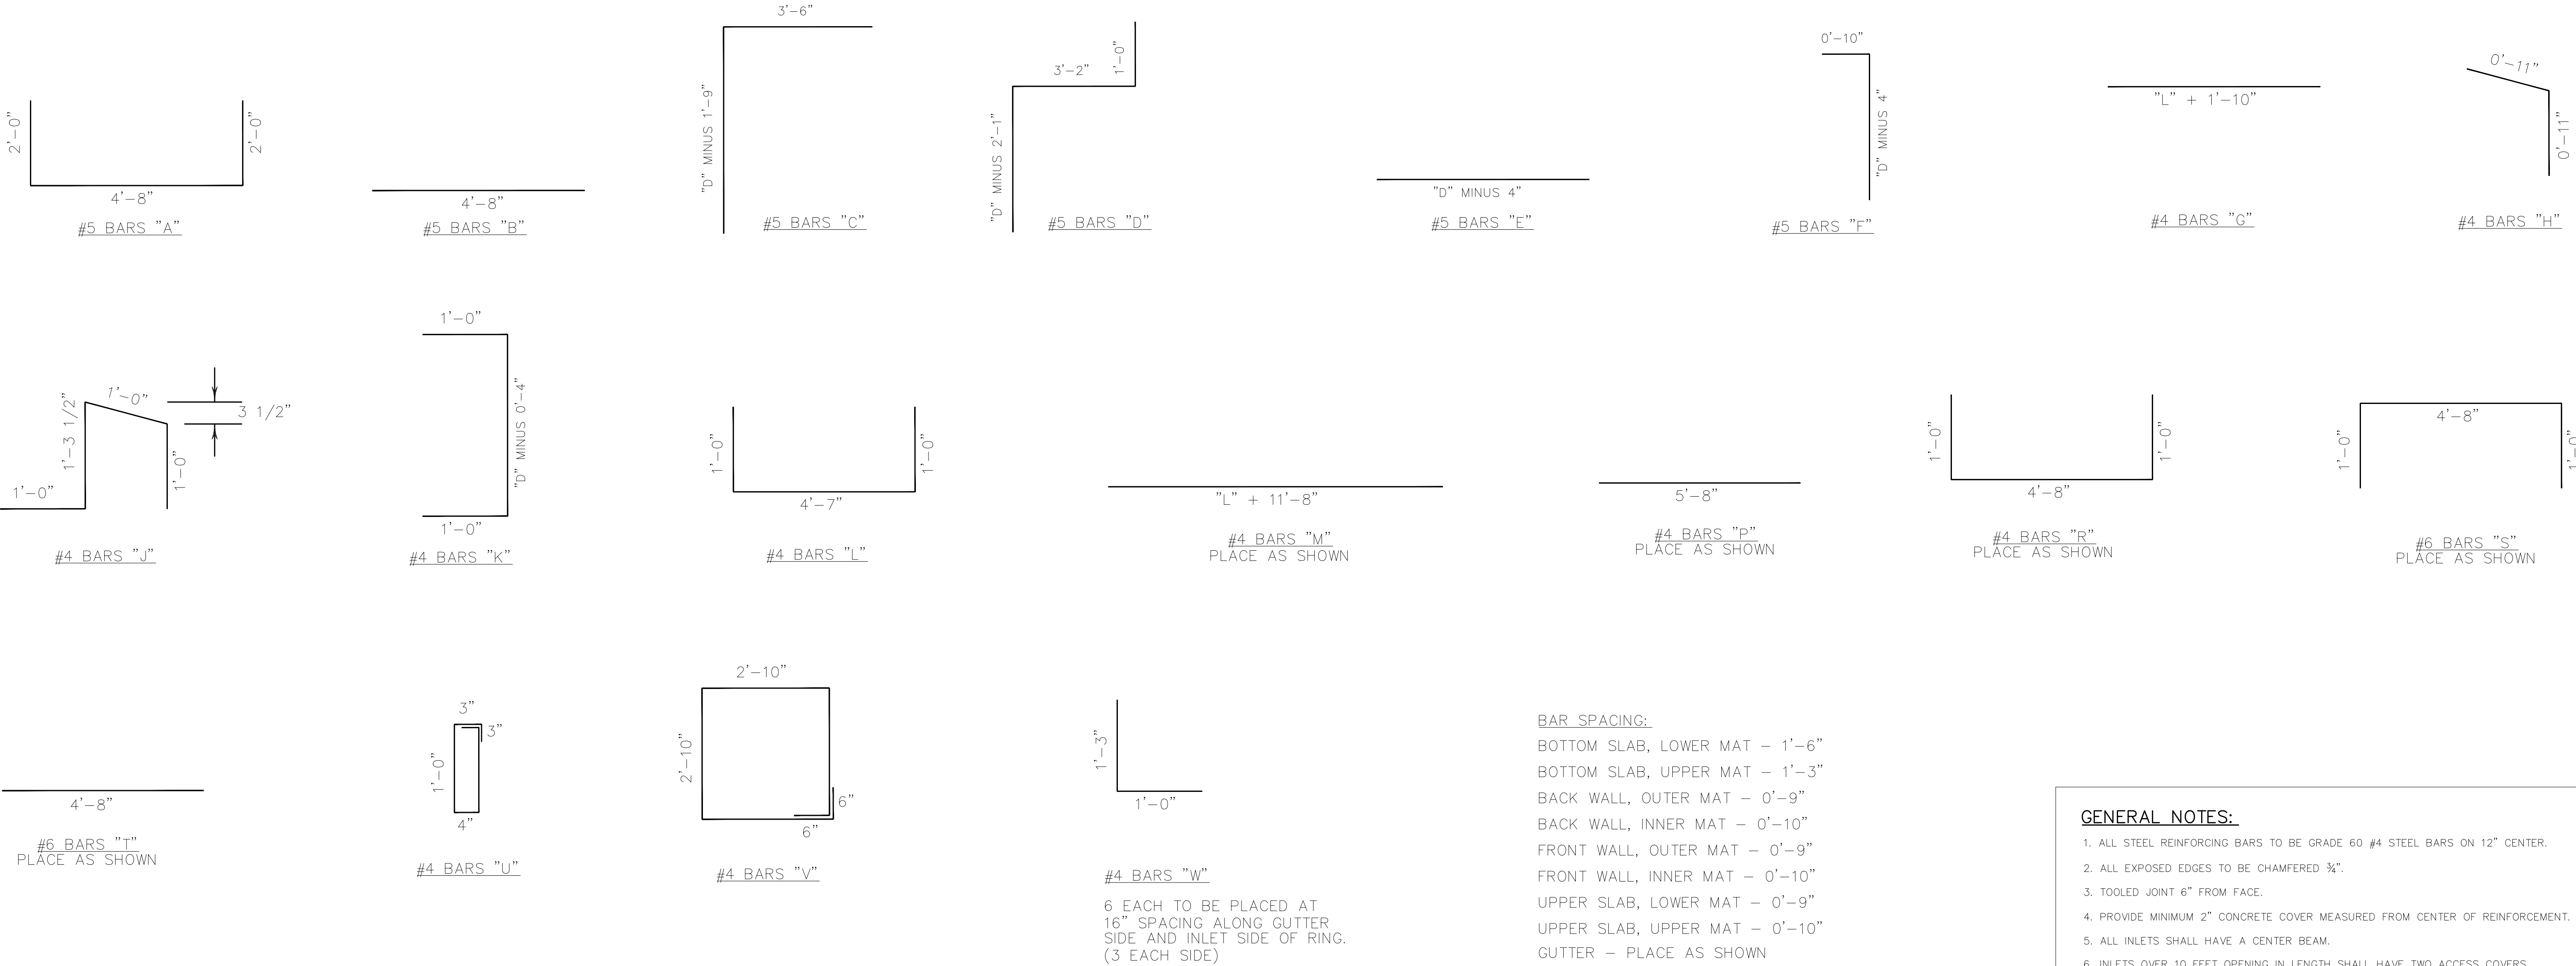 2'-0"
2'-0"
4'-8"
#5 BARS "A"
4'-8"
#5 BARS "B"
3'-6"
"D" MINUS 1'-9"
#5 BARS "C"
1'-0"
3'-2"
"D" MINUS 2'-1"
#5 BARS "D"
"D" MINUS 4"
#5 BARS "E"
0'-10"
"D" MINUS 4"
#5 BARS "F"
"L" + 1'-10"
#4 BARS "G"
0'-11"
0'-11"
#4 BARS "H"
1'-0"
1'-3 1/2"
3 1/2"
1'-0"
1'-0"
#4 BARS "J"
1'-0"
"D" MINUS 0'-4"
1'-0"
#4 BARS "K"
1'-0"
1'-0"
4'-7"
#4 BARS "L"
"L" + 11'-8"
#4 BARS "M"
PLACE AS SHOWN
5'-8"
#4 BARS "P"
PLACE AS SHOWN
1'-0"
1'-0"
4'-8"
#4 BARS "R"
PLACE AS SHOWN
4'-8"
1'-0"
1'-0"
#6 BARS "S"
PLACE AS SHOWN
4'-8"
#6 BARS "T"
PLACE AS SHOWN
3"
3"
1'-0"
4"
#4 BARS "U"
2'-10"
2'-10"
6"
6"
#4 BARS "V"
1'-3"
1'-0"
#4 BARS "W"
6 EACH TO BE PLACED AT
16" SPACING ALONG GUTTER
SIDE AND INLET SIDE OF RING.
(3 EACH SIDE)
BAR SPACING:
BOTTOM SLAB, LOWER MAT - 1'-6"
BOTTOM SLAB, UPPER MAT - 1'-3"
BACK WALL, OUTER MAT - 0'-9"
BACK WALL, INNER MAT - 0'-10"
FRONT WALL, OUTER MAT - 0'-9"
FRONT WALL, INNER MAT - 0'-10"
UPPER SLAB, LOWER MAT - 0'-9"
UPPER SLAB, UPPER MAT - 0'-10"
GUTTER - PLACE AS SHOWN
GENERAL NOTES:
1. ALL STEEL REINFORCING BARS TO BE GRADE 60 #4 STEEL BARS ON 12" CENTER.
2. ALL EXPOSED EDGES TO BE CHAMFERED ¾".
3. TOOLED JOINT 6" FROM FACE.
4. PROVIDE MINIMUM 2" CONCRETE COVER MEASURED FROM CENTER OF REINFORCEMENT.
5. ALL INLETS SHALL HAVE A CENTER BEAM.
6. INLETS OVER 10 FEET OPENING IN LENGTH SHALL HAVE TWO ACCESS COVERS